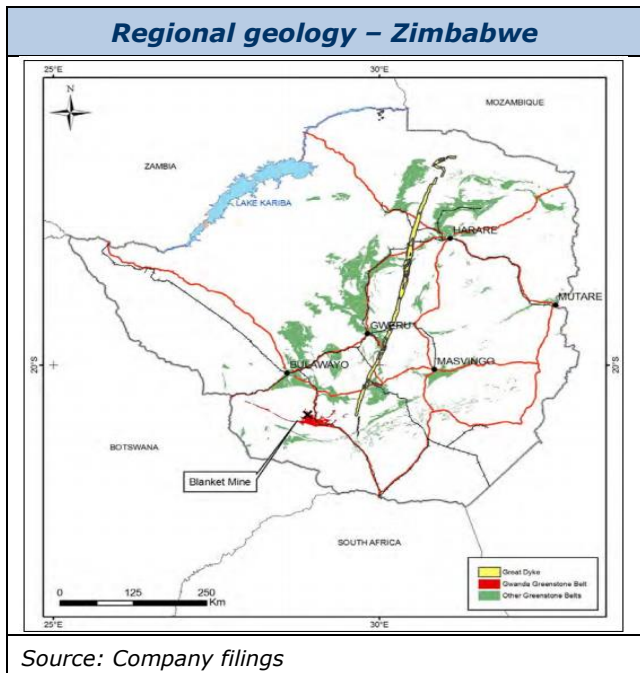 Regional geology – Zimbabwe
25°E
30°E
N
MOZAMBIQUE
ZAMBIA
LAKE KARIBA
HARARE
MUTARE
GWERU
20°S
BULAWAYO
MASVINGO
20°S
BOTSWANA
Blanket Mine
SOUTH AFRICA
Great Dyke
Gwanda Greenstone Belt
Other Greenstone Belts
0 125 250
Km
25°E
30°E
Source: Company filings